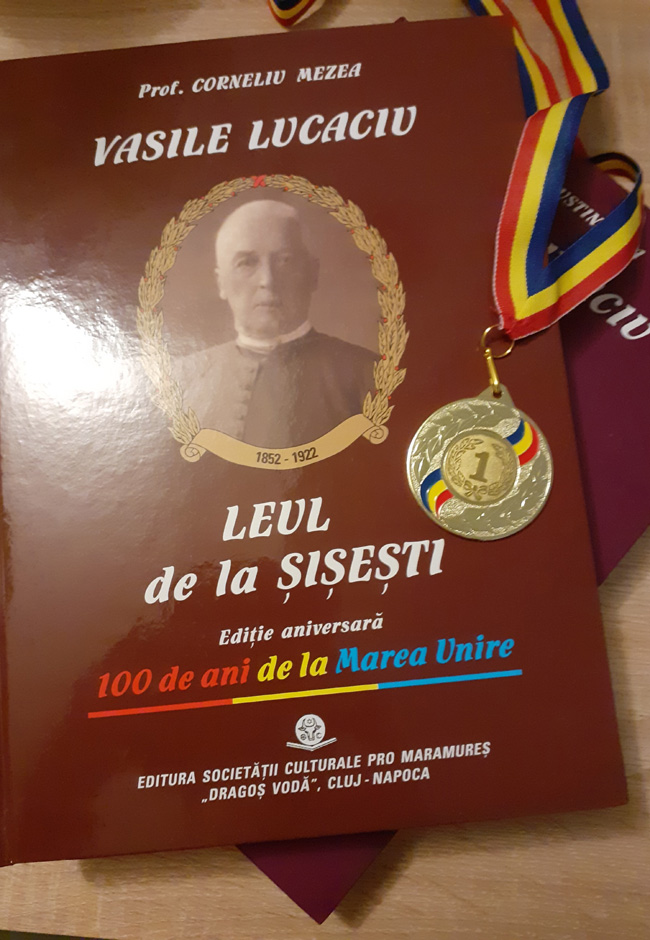 Prof. CORNELIU MEZEA
VASILE LUCACIU
1852 - 1922
LEUL
de la ȘIȘEȘTI
Ediție aniversară
100 de ani de la Marea Unire
EDITURA SOCIETĂȚII CULTURALE PRO MARAMUREȘ
„DRAGOȘ VODĂ”, CLUJ - NAPOCA
1